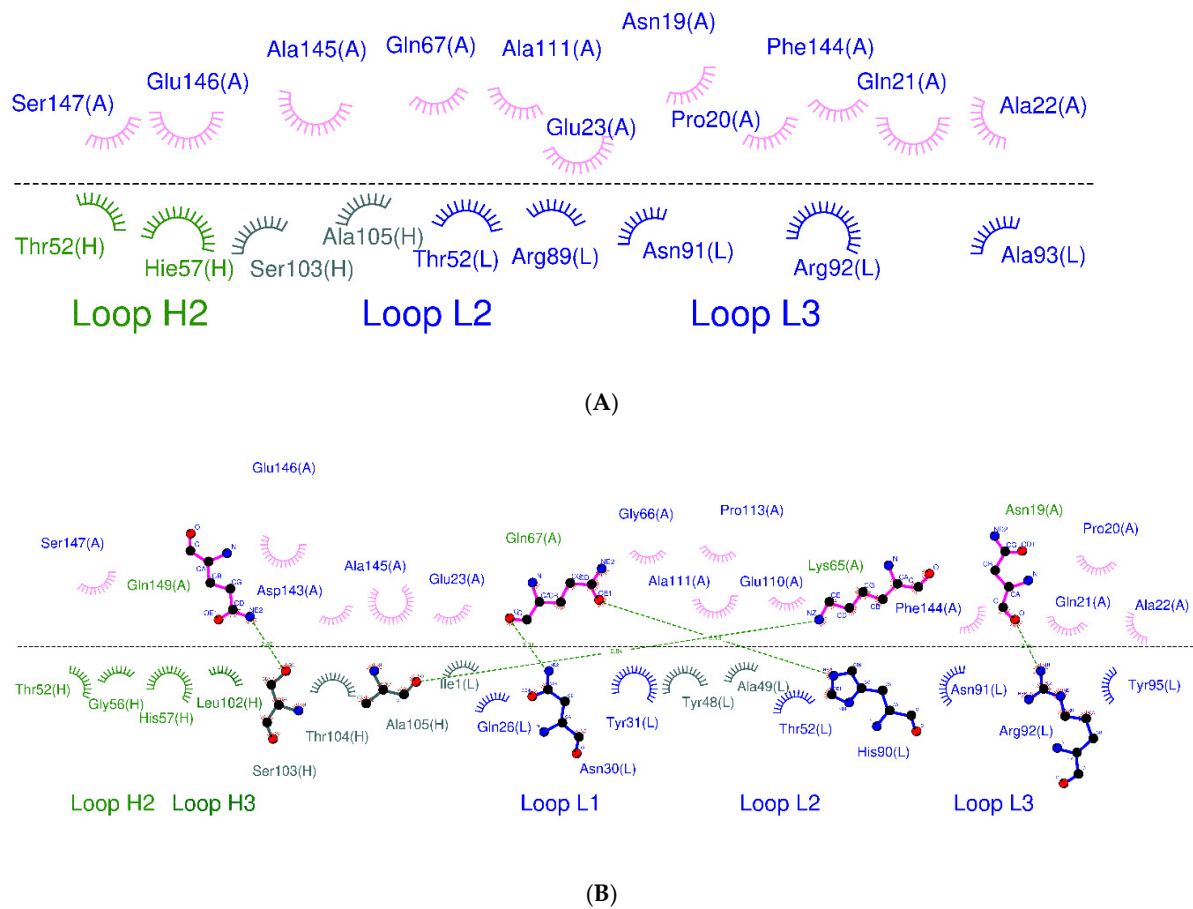 Asn19(A)
Ala145(A) Gln67(A) Ala111(A) Phe144(A)
Ser147(A) Glu146(A) Gln21(A)
Glu23(A) Pro20(A) Ala22(A)
Thr52(H) Hie57(H) Ser103(H) Ala105(H) Thr52(L) Arg89(L) Asn91(L) Arg92(L) Ala93(L)
Loop H2 Loop L2 Loop L3
(A)
Glu146(A)
Ser147(A) Gln67(A) Gly66(A) Pro113(A) Asn19(A) Pro20(A)
Gln149(A) Asp143(A) Ala145(A) Glu23(A) Ala111(A) Glu110(A) Lys65(A) Phe144(A) Gln21(A) Ala22(A)
Thr52(H) Gly56(H) His57(H) Leu102(H) Thr104(H) Ala105(H) Ile1(L) Gln26(L) Tyr31(L) Tyr48(L) Ala49(L) Thr52(L) Asn91(L) Tyr95(L)
Ser103(H) Asn30(L) His90(L) Arg92(L)
Loop H2 Loop H3 Loop L1 Loop L2 Loop L3
(B)